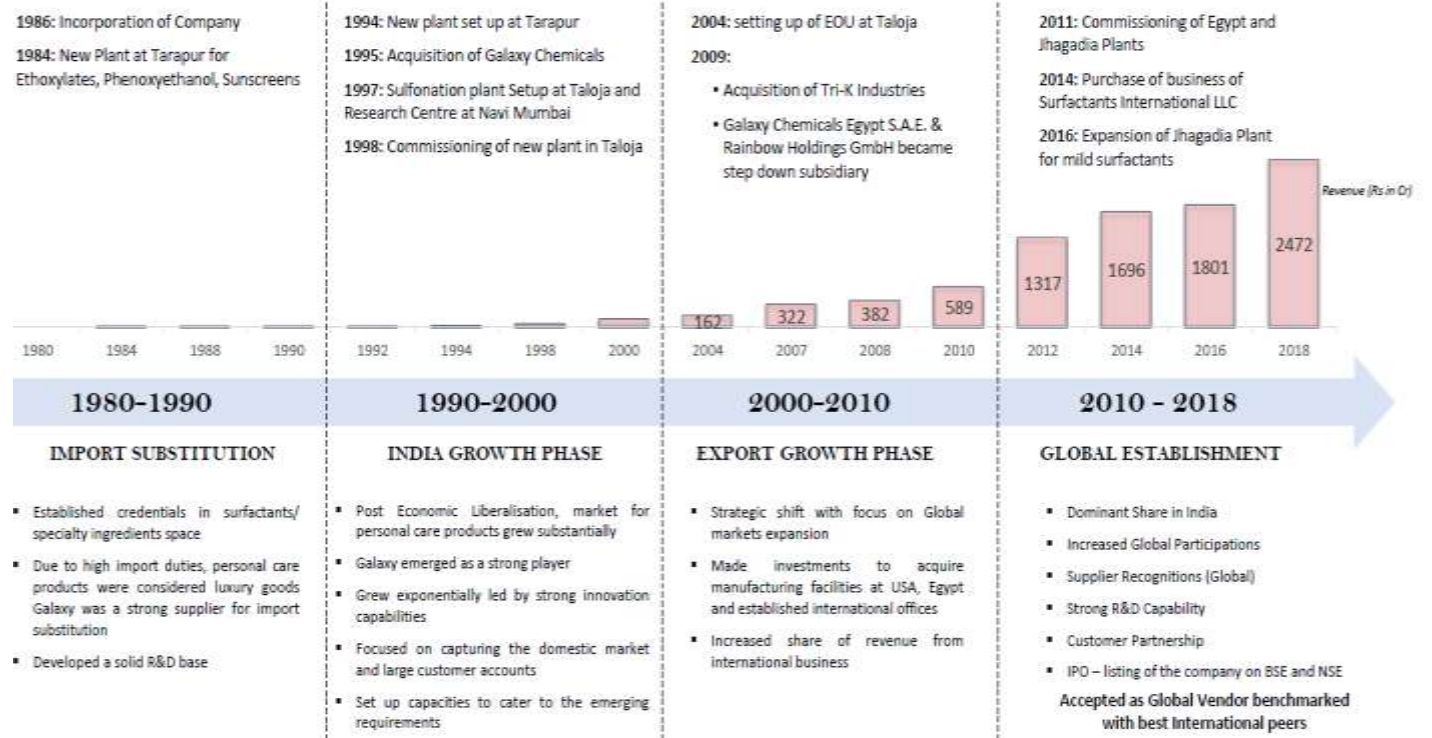 1986: Incorporation of Company
1984: New Plant at Tarapur for
Ethoxylates, Phenoxyethanol, Sunscreens
1994: New plant set up at Tarapur
1995: Acquisition of Galaxy Chemicals
1997: Sulfonation plant Setup at Taloja and
Research Centre at Navi Mumbai
1998: Commissioning of new plant in Taloja
2004: setting up of EOU at Taloja
2009:
• Acquisition of Tri-K Industries
• Galaxy Chemicals Egypt S.A.E. &
Rainbow Holdings GmbH became
step down subsidiary
2011: Commissioning of Egypt and
Jhagadia Plants
2014: Purchase of business of
Surfactants International LLC
2016: Expansion of Jhagadia Plant
for mild surfactants
Revenue (Rs in Cr)
162 322 382 589 1317 1696 1801 2472
1980 1984 1988 1990 1992 1994 1998 2000 2004 2007 2008 2010 2012 2014 2016 2018
1980-1990 1990-2000 2000-2010 2010 - 2018
IMPORT SUBSTITUTION
▪ Established credentials in surfactants/
specialty ingredients space
▪ Due to high import duties, personal care
products were considered luxury goods
Galaxy was a strong supplier for import
substitution
▪ Developed a solid R&D base
INDIA GROWTH PHASE
▪ Post Economic Liberalisation, market for
personal care products grew substantially
▪ Galaxy emerged as a strong player
▪ Grew exponentially led by strong innovation
capabilities
▪ Focused on capturing the domestic market
and large customer accounts
▪ Set up capacities to cater to the emerging
requirements
EXPORT GROWTH PHASE
▪ Strategic shift with focus on Global
markets expansion
▪ Made investments to acquire
manufacturing facilities at USA, Egypt
and established international offices
▪ Increased share of revenue from
international business
GLOBAL ESTABLISHMENT
▪ Dominant Share in India
▪ Increased Global Participations
▪ Supplier Recognitions (Global)
▪ Strong R&D Capability
▪ Customer Partnership
▪ IPO – listing of the company on BSE and NSE
Accepted as Global Vendor benchmarked
with best International peers